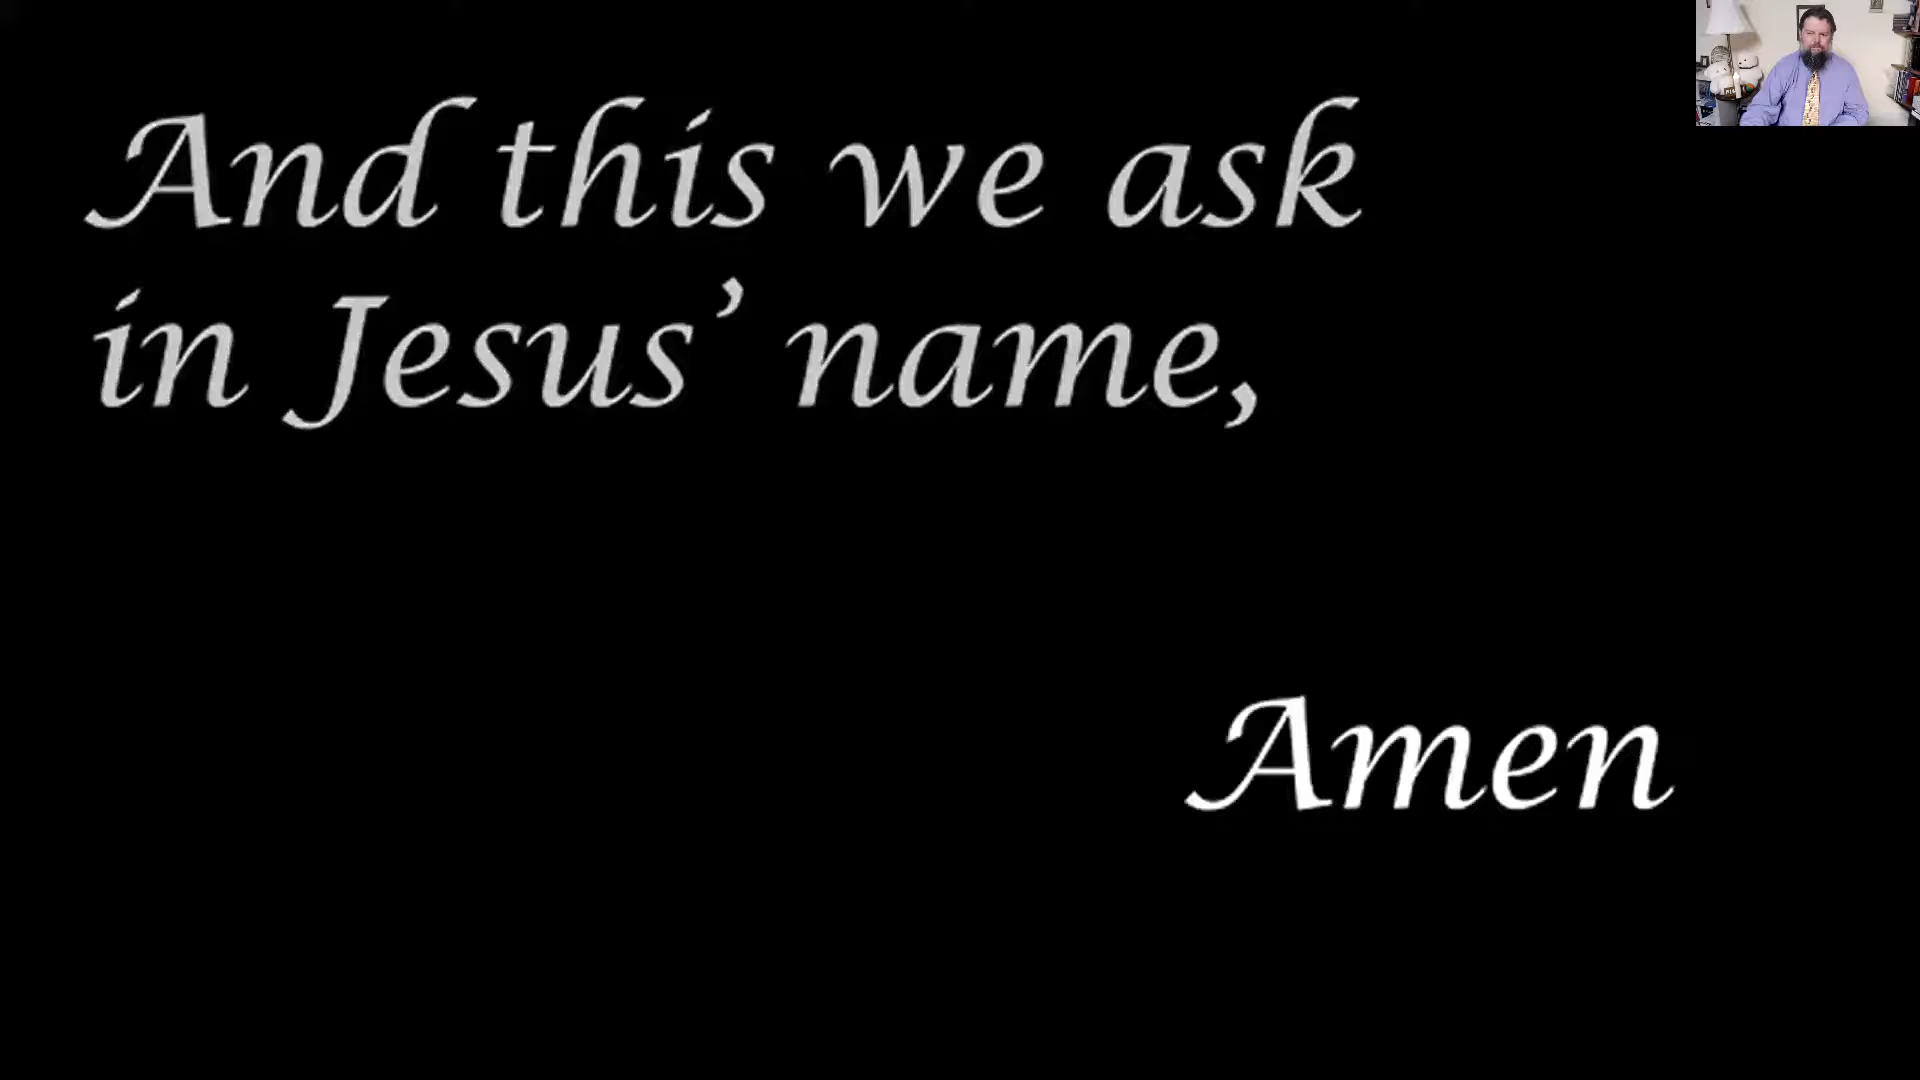 And this we ask
in Jesus’ name,
Amen